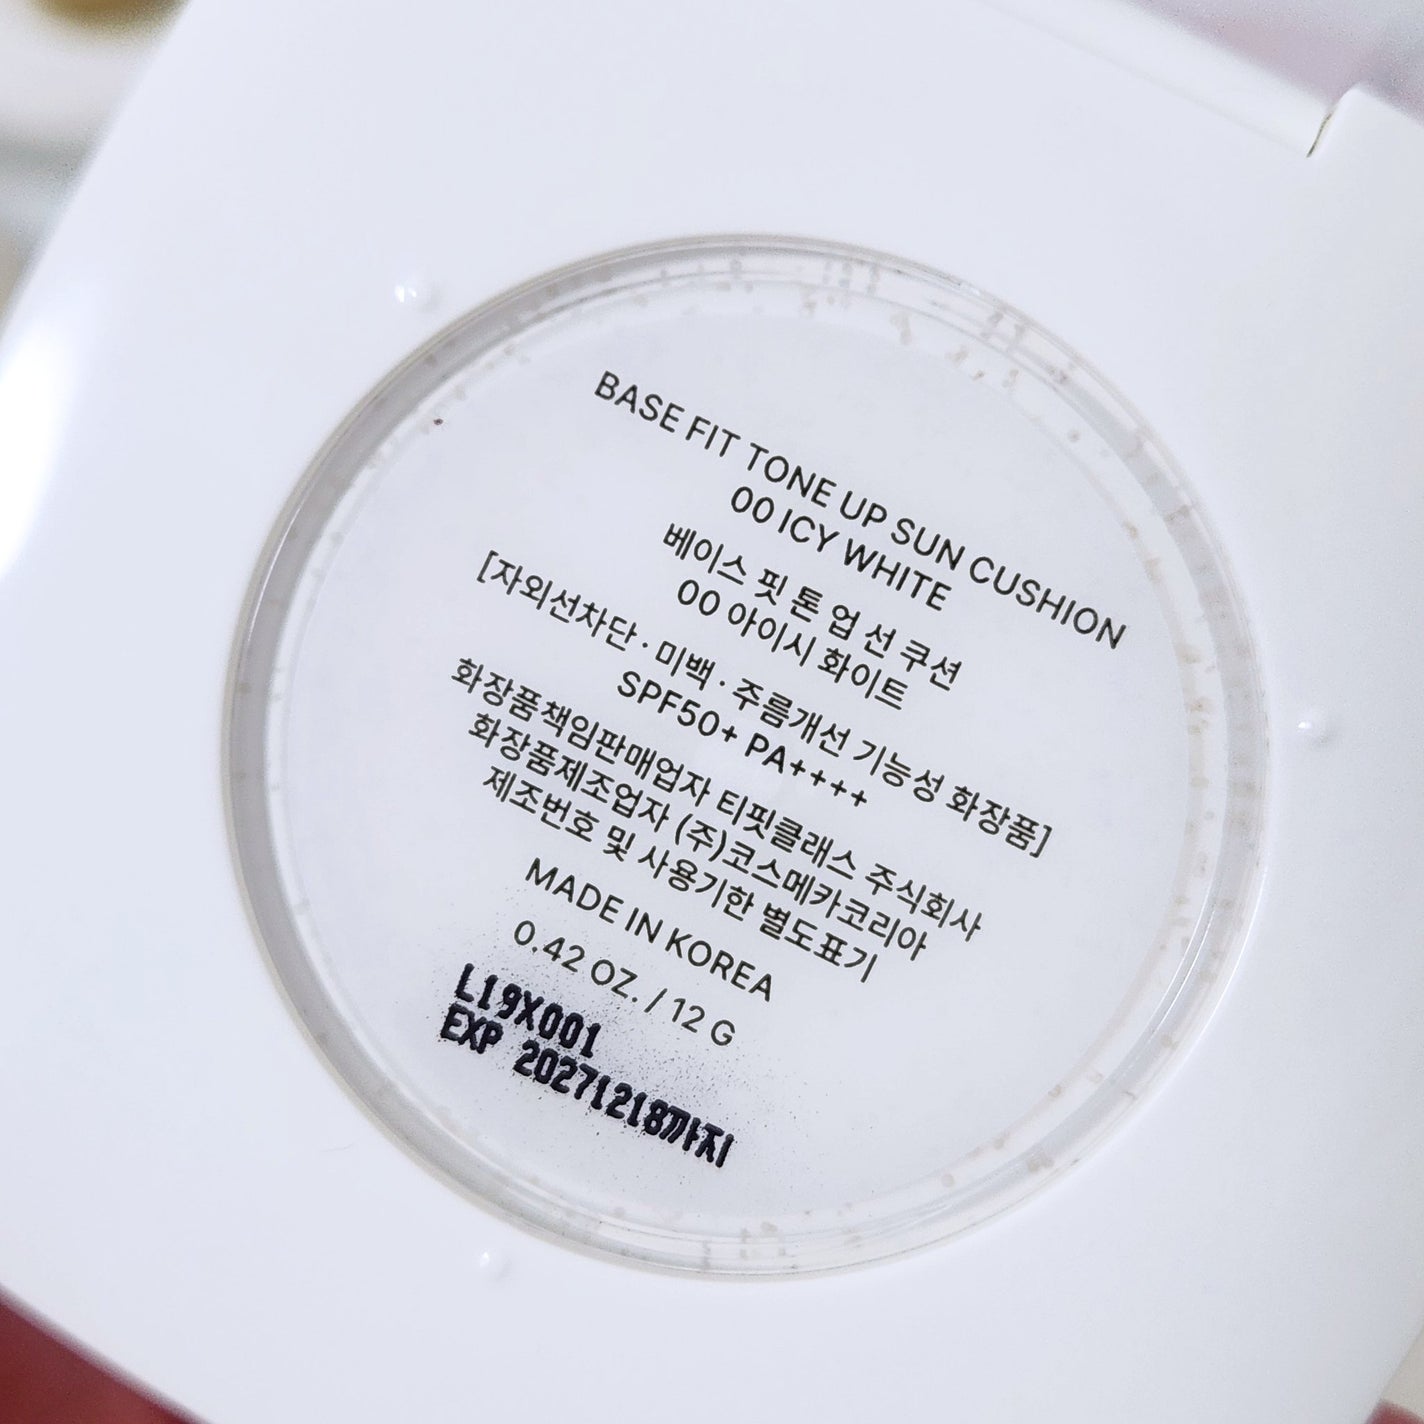 BASE FIT TONE UP SUN CUSHION
00 ICY WHITE
베이스 핏 톤 업 선 쿠션
00 아이시 화이트
[자외선차단 · 미백 · 주름개선 기능성 화장품]
SPF50+ PA++++
화장품책임판매업자 티핏클래스 주식회사
화장품제조업자 (주)코스메카코리아
제조번호 및 사용기한 별도표기
MADE IN KOREA
0.42 OZ. / 12 G
L19X001
EXP 20271218까지